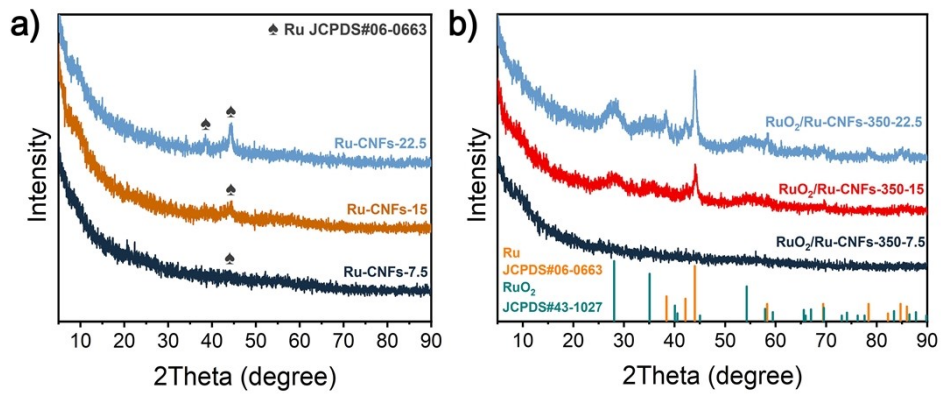 a)
♠ Ru JCPDS#06-0663
Ru-CNFs-22.5
Ru-CNFs-15
Ru-CNFs-7.5
Intensity
10 20 30 40 50 60 70 80 90
2Theta (degree)
b)
RuO₂/Ru-CNFs-350-22.5
RuO₂/Ru-CNFs-350-15
RuO₂/Ru-CNFs-350-7.5
Ru
JCPDS#06-0663
RuO₂
JCPDS#43-1027
Intensity
10 20 30 40 50 60 70 80 90
2Theta (degree)